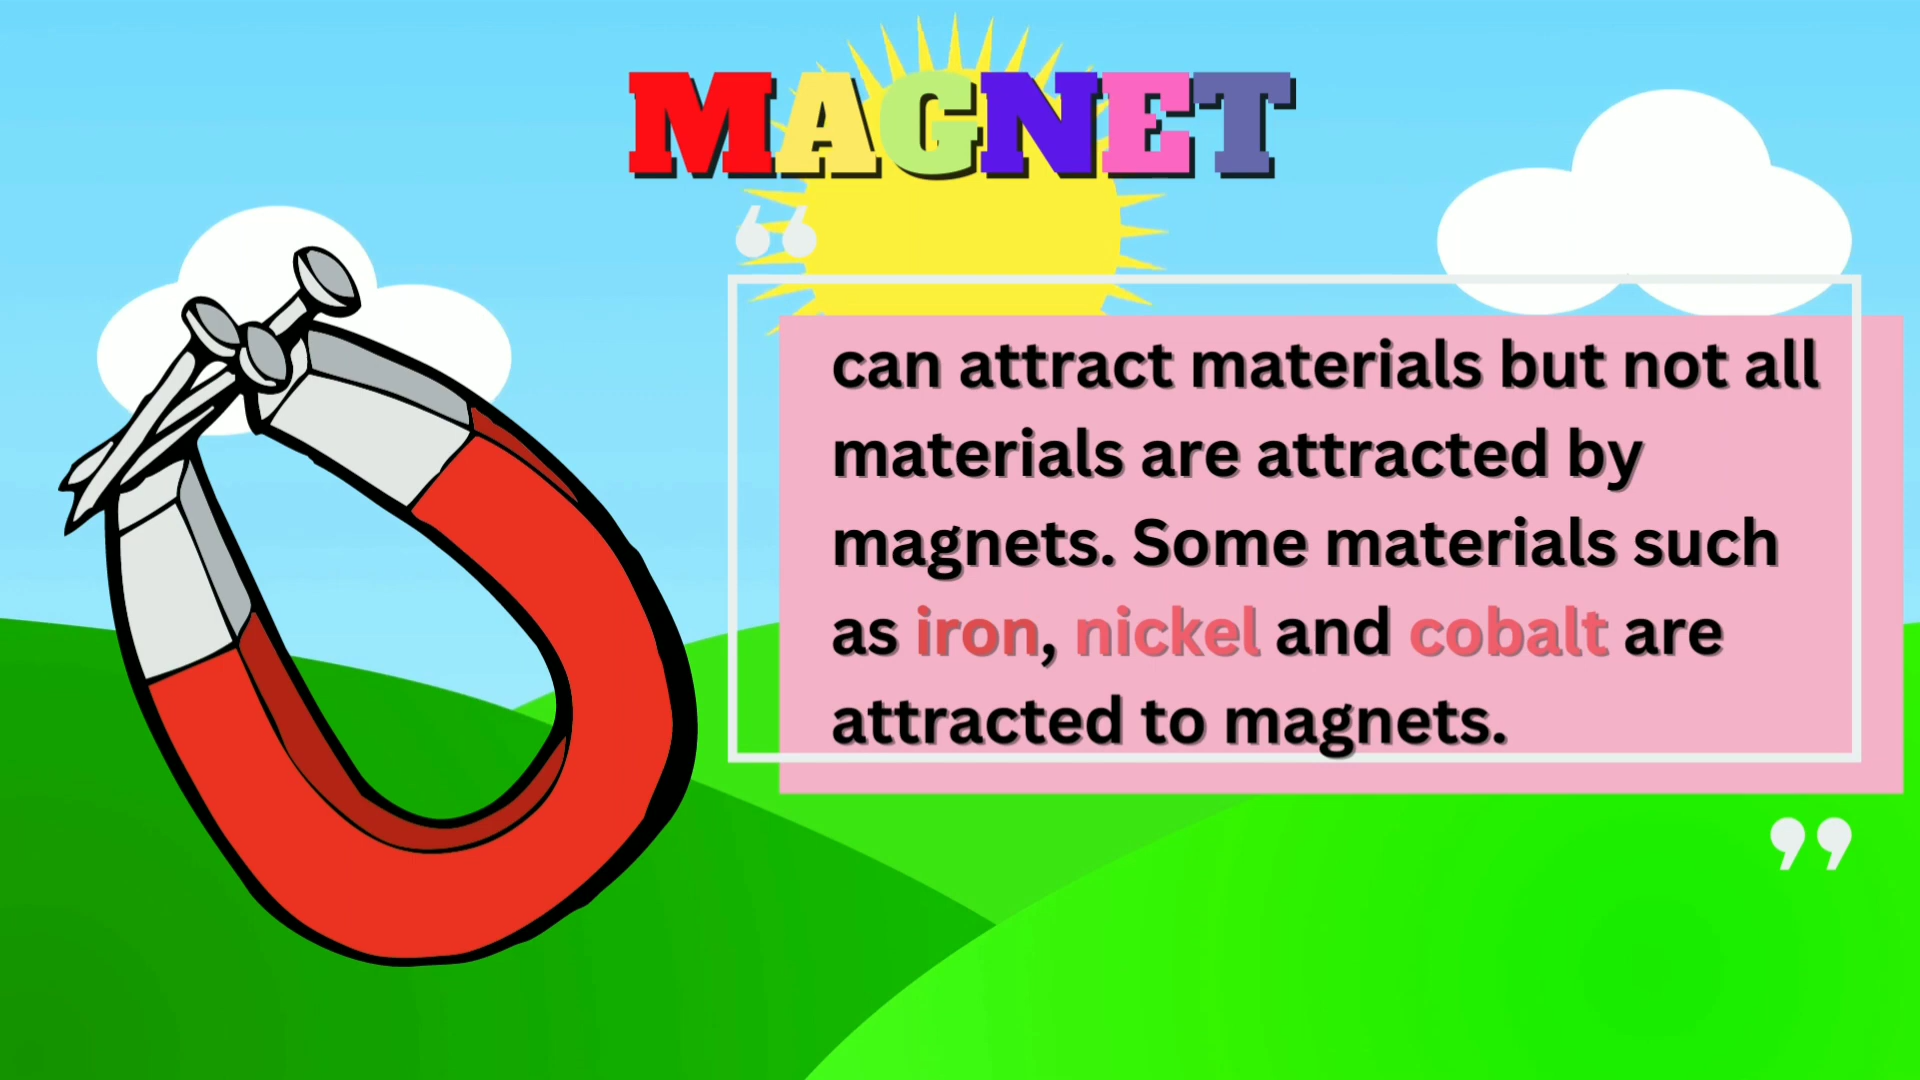 MAGNET
“
can attract materials but not all
materials are attracted by
magnets. Some materials such
as iron, nickel and cobalt are
attracted to magnets.
”